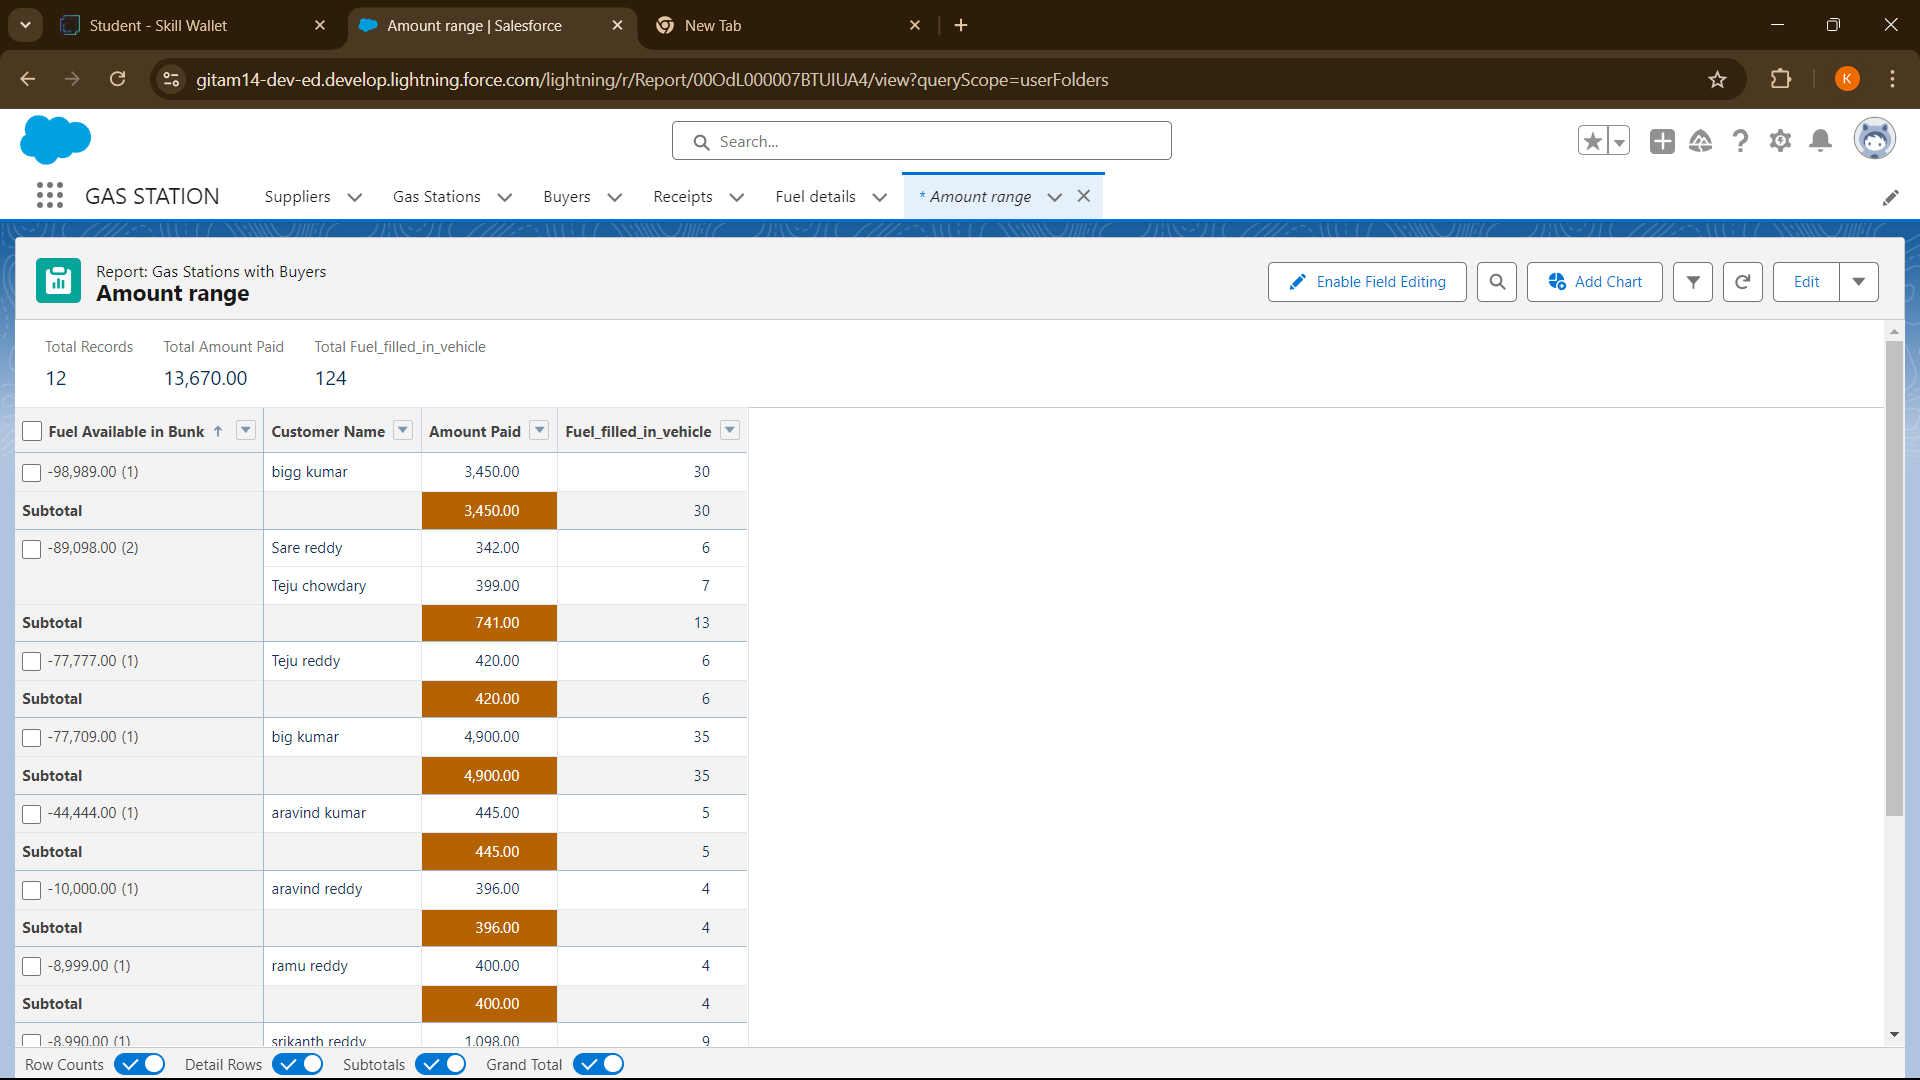 Student - Skill Wallet
Amount range | Salesforce
New Tab
gitam14-dev-ed.develop.lightning.force.com/lightning/r/Report/00OdL000007BTUIUA4/view?queryScope=userFolders
K
Search...
GAS STATION
Suppliers
Gas Stations
Buyers
Receipts
Fuel details
* Amount range
Report: Gas Stations with Buyers
Amount range
Enable Field Editing
Add Chart
Edit
Total Records Total Amount Paid Total Fuel_filled_in_vehicle
12 13,670.00 124
Fuel Available in Bunk ↑ Customer Name Amount Paid Fuel_filled_in_vehicle
-98,989.00 (1) bigg kumar 3,450.00 30
Subtotal 3,450.00 30
-89,098.00 (2) Sare reddy 342.00 6
Teju chowdary 399.00 7
Subtotal 741.00 13
-77,777.00 (1) Teju reddy 420.00 6
Subtotal 420.00 6
-77,709.00 (1) big kumar 4,900.00 35
Subtotal 4,900.00 35
-44,444.00 (1) aravind kumar 445.00 5
Subtotal 445.00 5
-10,000.00 (1) aravind reddy 396.00 4
Subtotal 396.00 4
-8,999.00 (1) ramu reddy 400.00 4
Subtotal 400.00 4
-8,990.00 (1) srikanth reddy 1,098.00 9
Row Counts Detail Rows Subtotals Grand Total